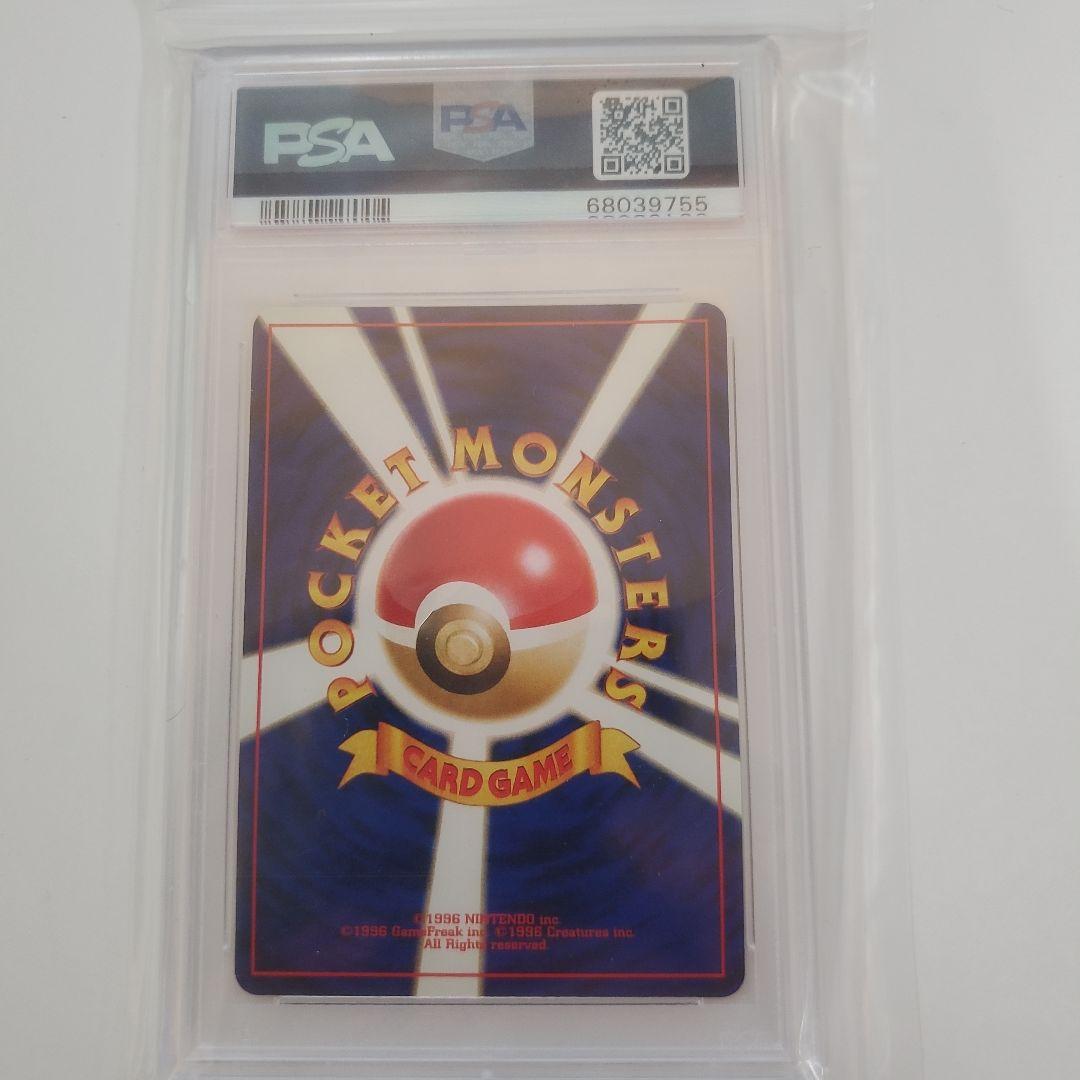 PSA
PSA
68039755
POCKET MONSTERS
CARD GAME
©1996 NINTENDO inc.
©1996 GameFreak inc. ©1996 Creatures inc.
All Rights reserved.